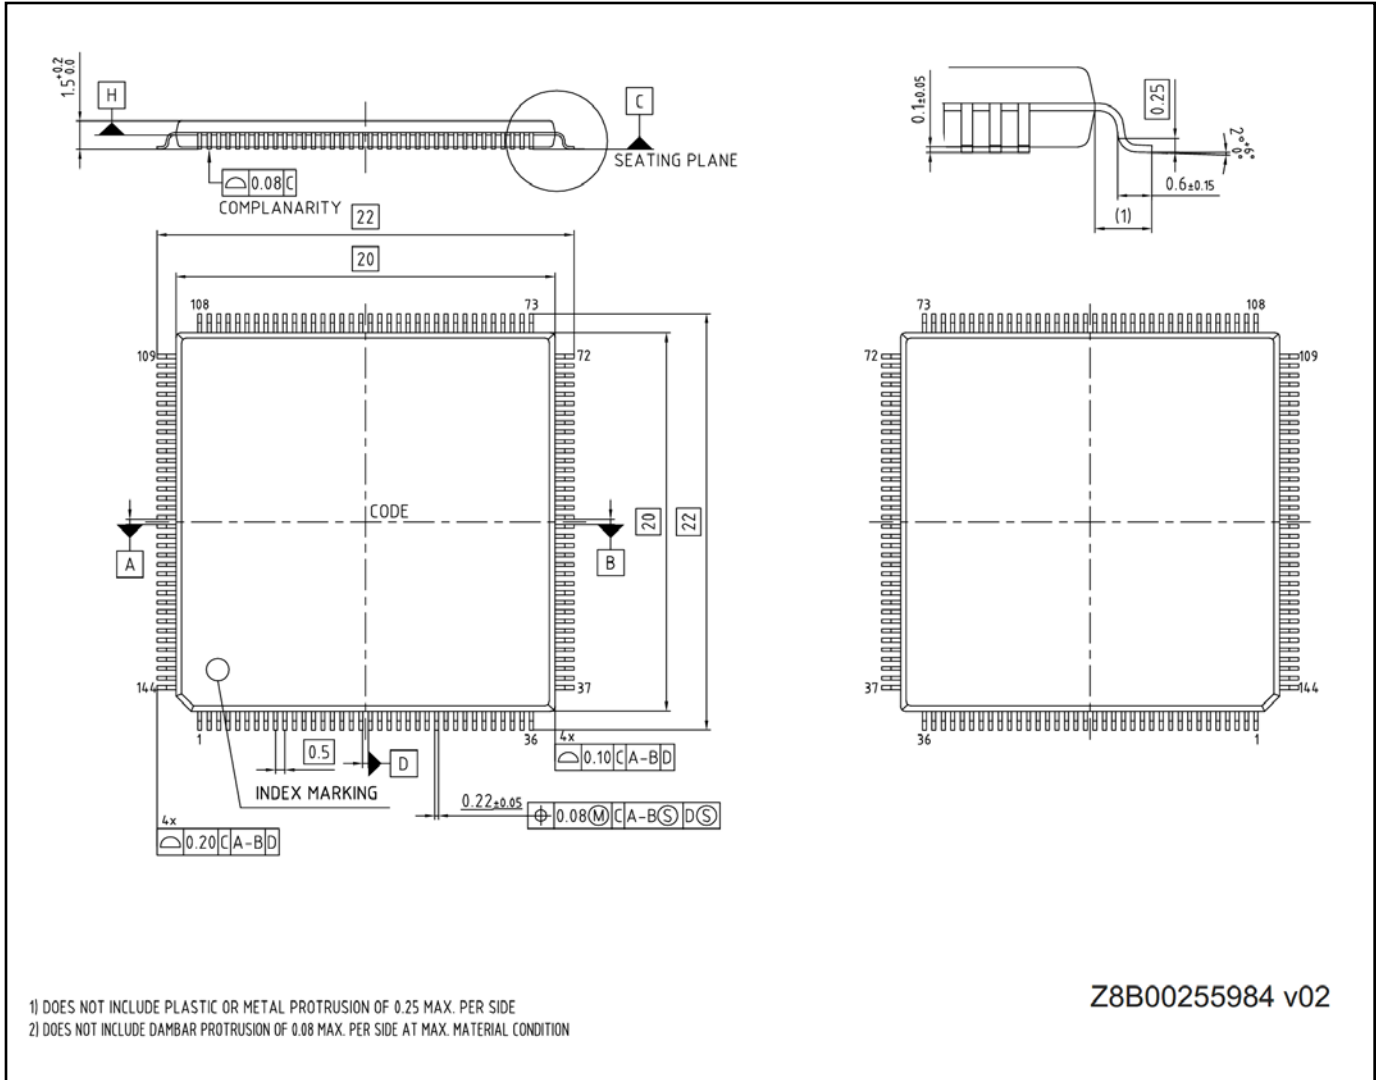 1.5 +0.2 0.0
H
C
SEATING PLANE
0.08 C
COMPLANARITY
0.1±0.05
0.25
0.6±0.15
(1)
22
20
108 73
109 72
CODE
A
B
20
22
144 37
1 36
0.5
D
INDEX MARKING
4x
0.10 C A-B D
0.22±0.05
0.08 Ⓜ C A-B Ⓢ D Ⓢ
4x
0.20 C A-B D
73 108
72 109
37 144
36 1
Z8B00255984 v02
1) DOES NOT INCLUDE PLASTIC OR METAL PROTRUSION OF 0.25 MAX. PER SIDE
2) DOES NOT INCLUDE DAMBAR PROTRUSION OF 0.08 MAX. PER SIDE AT MAX. MATERIAL CONDITION